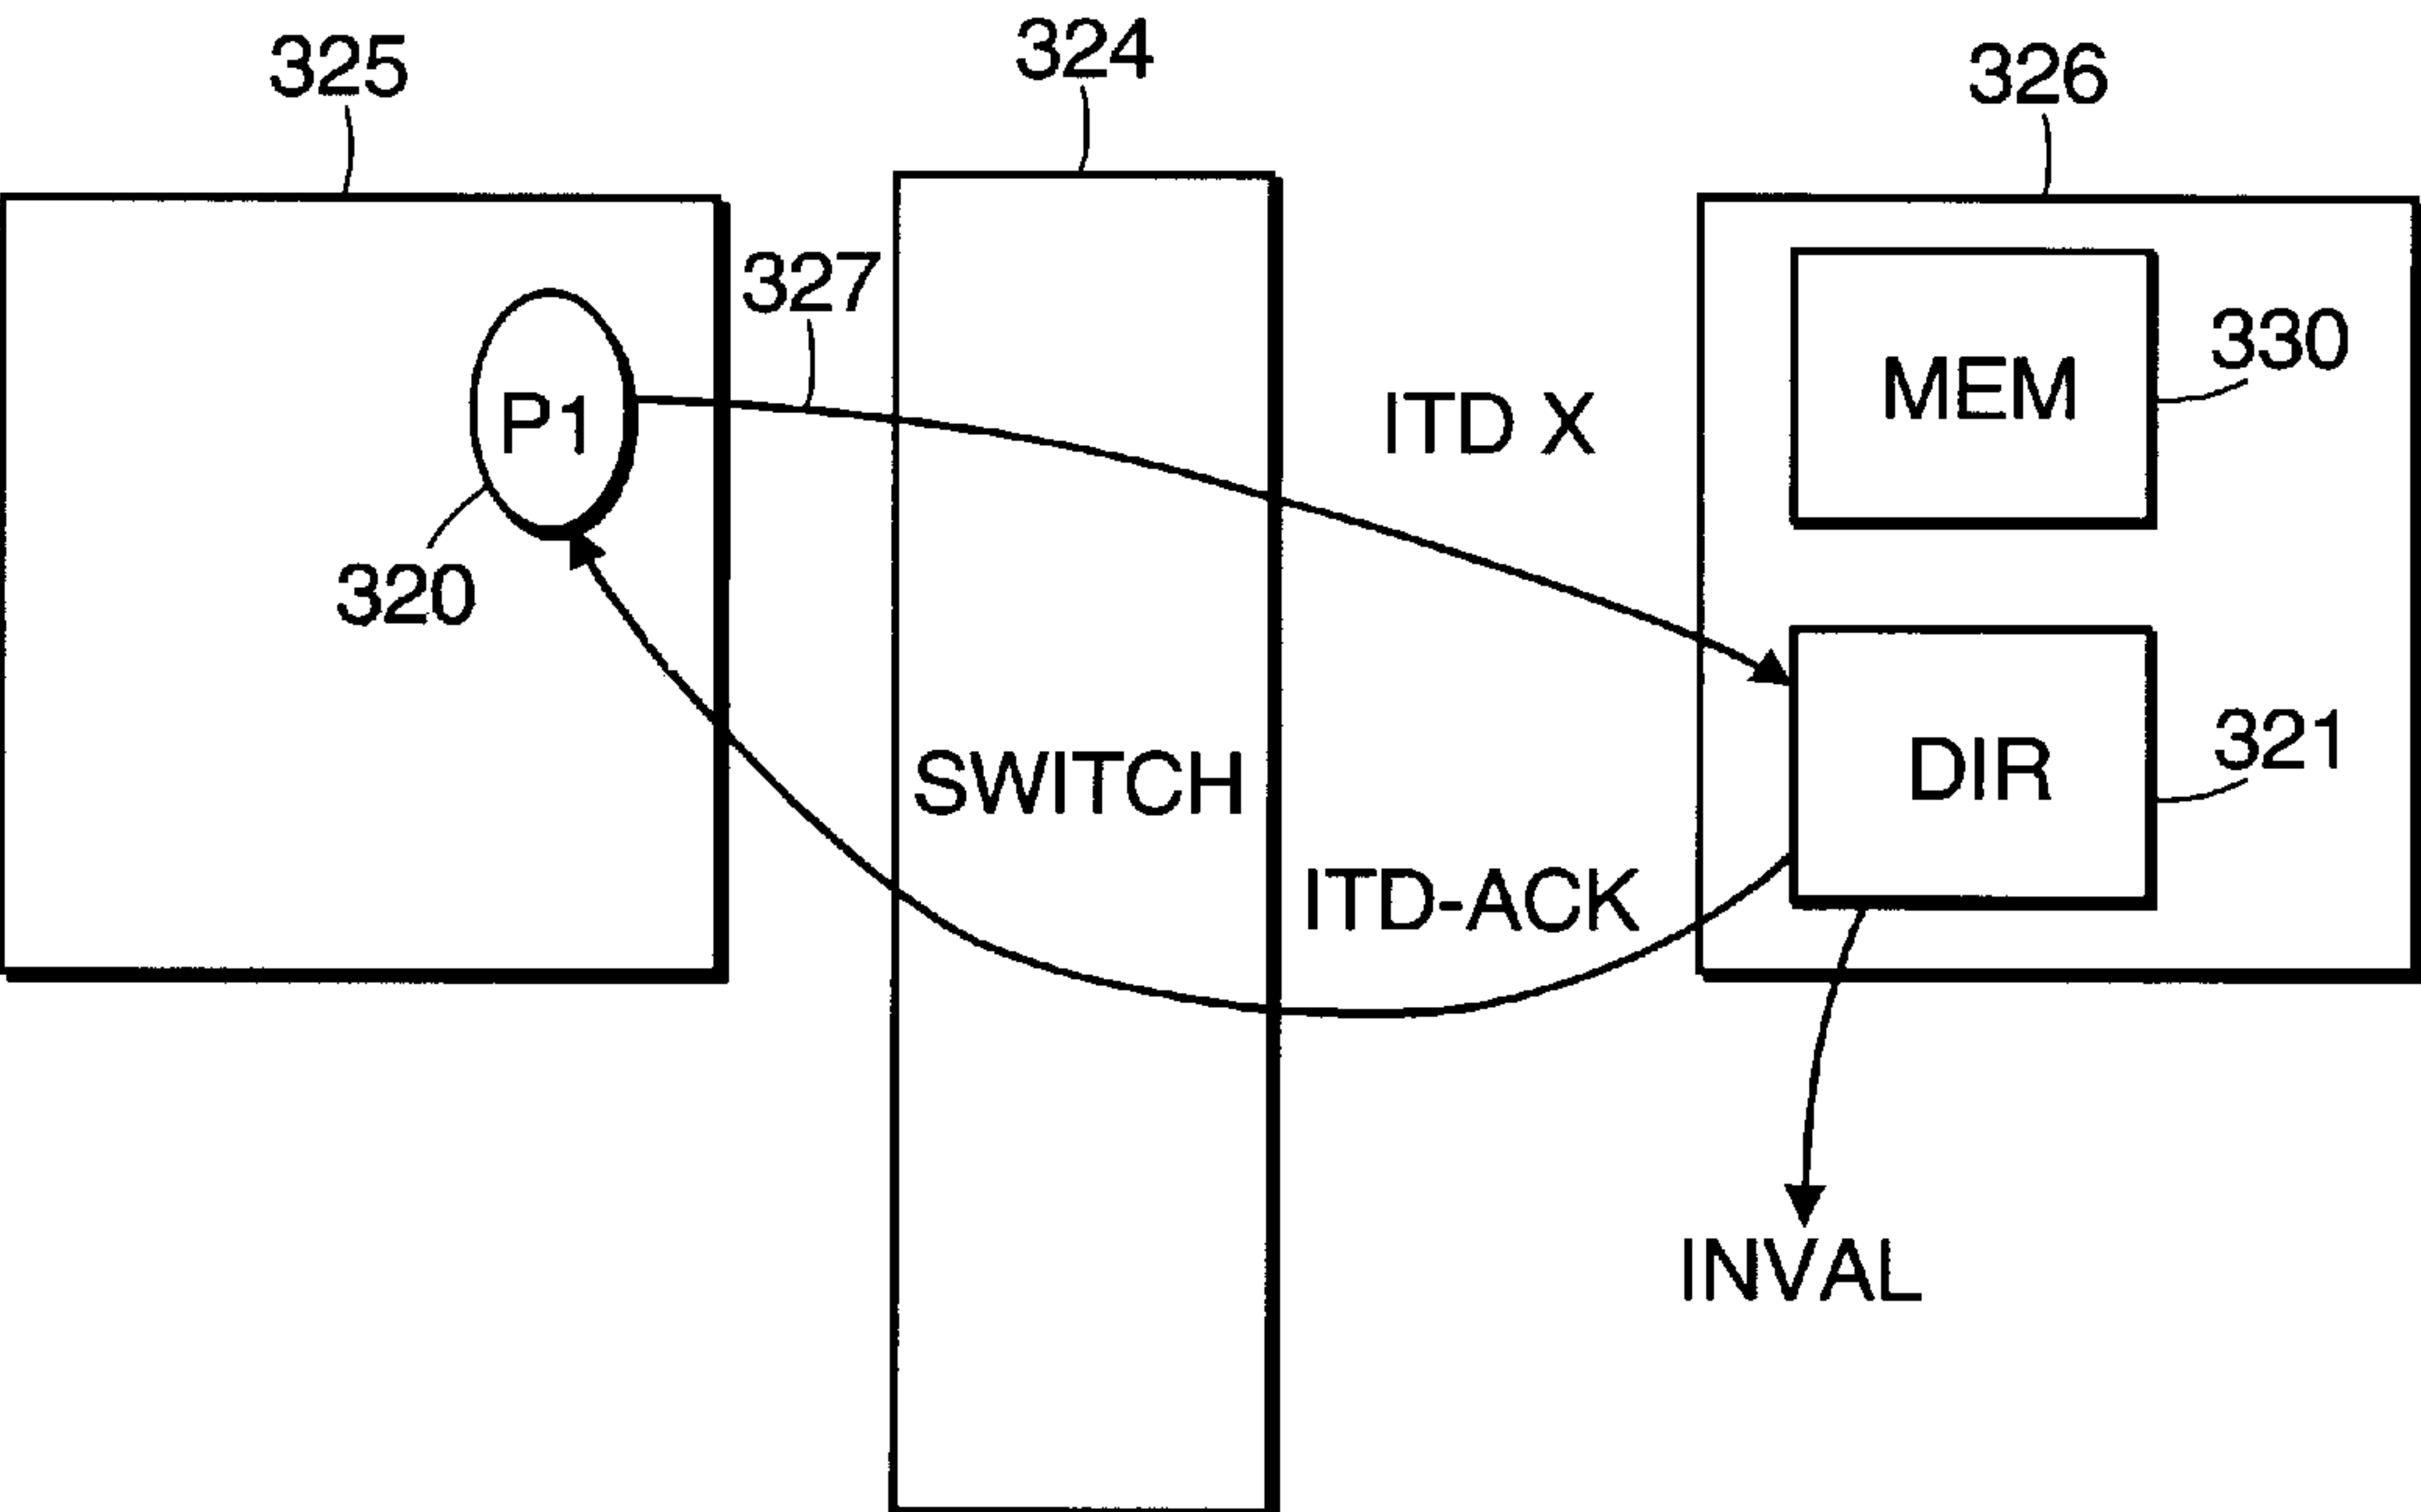 325
324
326
327
330
ITD X
MEM
P1
320
321
SWITCH
DIR
ITD-ACK
INVAL